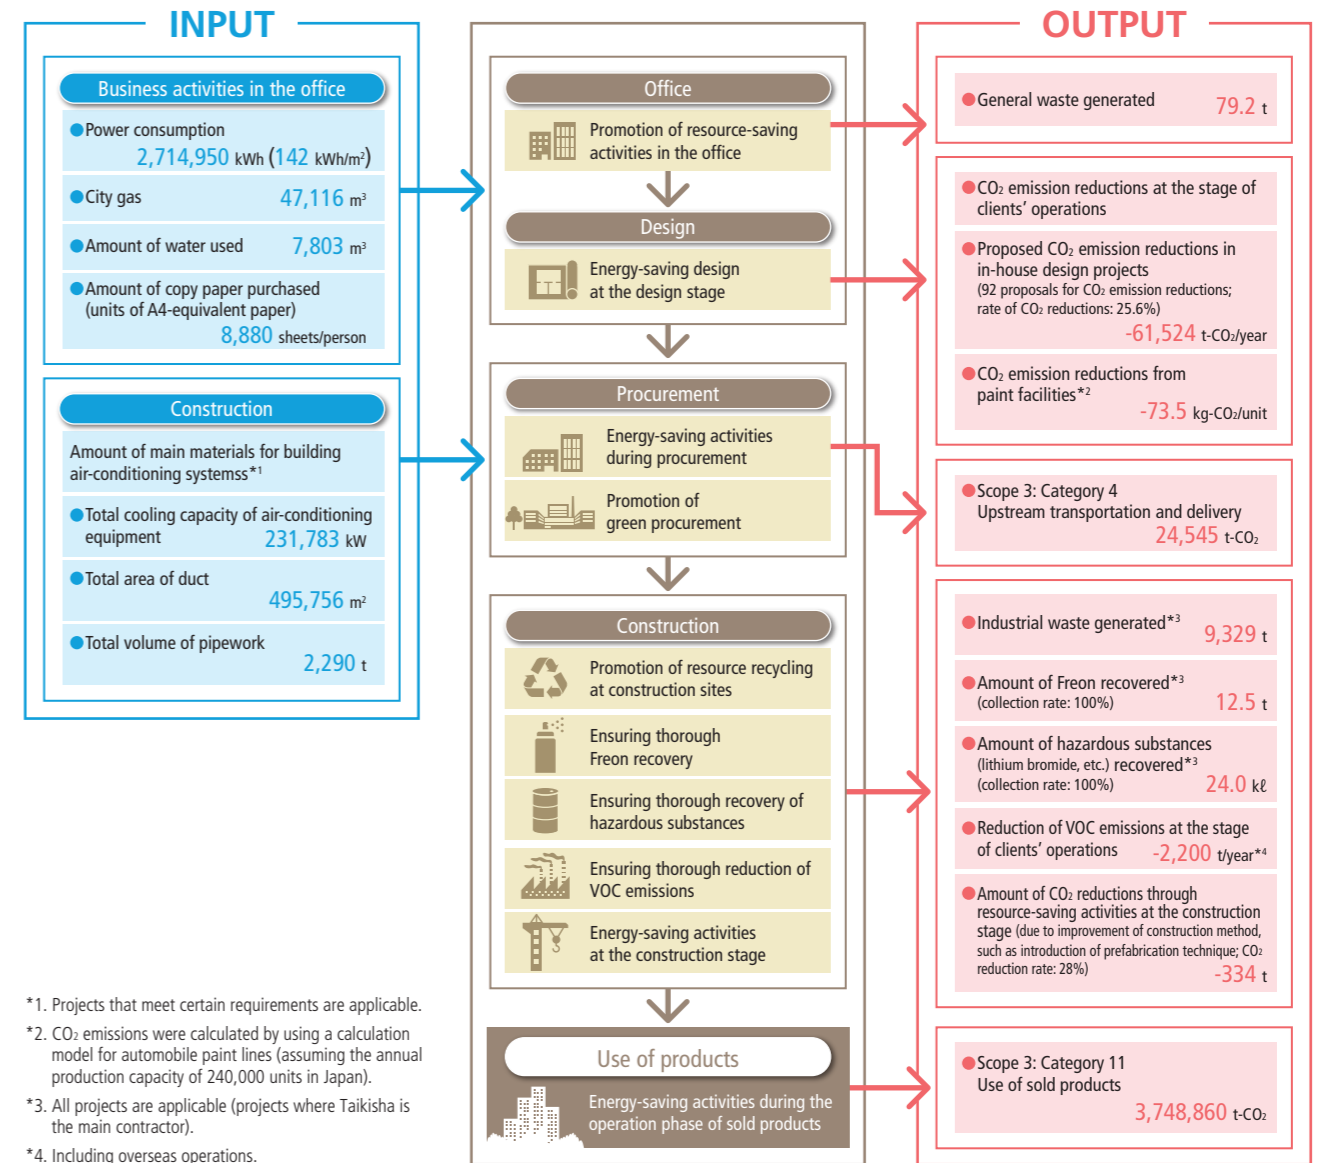 INPUT
Business activities in the office
●Power consumption
2,714,950 kWh (142 kWh/m²)
●City gas 47,116 m³
●Amount of water used 7,803 m³
●Amount of copy paper purchased
(units of A4-equivalent paper)
8,880 sheets/person
Construction
Amount of main materials for building
air-conditioning systemss*¹
●Total cooling capacity of air-conditioning
equipment 231,783 kW
●Total area of duct
495,756 m²
●Total volume of pipework
2,290 t
Office
Promotion of resource-saving
activities in the office
Design
Energy-saving design
at the design stage
Procurement
Energy-saving activities
during procurement
Promotion of
green procurement
Construction
Promotion of resource recycling
at construction sites
Ensuring thorough
Freon recovery
Ensuring thorough recovery of
hazardous substances
Ensuring thorough reduction of
VOC emissions
Energy-saving activities
at the construction stage
Use of products
Energy-saving activities during the
operation phase of sold products
OUTPUT
●General waste generated 79.2 t
●CO₂ emission reductions at the stage of
clients' operations
●Proposed CO₂ emission reductions in
in-house design projects
(92 proposals for CO₂ emission reductions;
rate of CO₂ reductions: 25.6%)
-61,524 t-CO₂/year
●CO₂ emission reductions from
paint facilities*²
-73.5 kg-CO₂/unit
●Scope 3: Category 4
Upstream transportation and delivery
24,545 t-CO₂
●Industrial waste generated*³
9,329 t
●Amount of Freon recovered*³
(collection rate: 100%) 12.5 t
●Amount of hazardous substances
(lithium bromide, etc.) recovered*³
(collection rate: 100%) 24.0 kℓ
●Reduction of VOC emissions at the stage
of clients' operations -2,200 t/year*⁴
●Amount of CO₂ reductions through
resource-saving activities at the construction
stage (due to improvement of construction method,
such as introduction of prefabrication technique; CO₂
reduction rate: 28%) -334 t
●Scope 3: Category 11
Use of sold products
3,748,860 t-CO₂
*1. Projects that meet certain requirements are applicable.
*2. CO₂ emissions were calculated by using a calculation
model for automobile paint lines (assuming the annual
production capacity of 240,000 units in Japan).
*3. All projects are applicable (projects where Taikisha is
the main contractor).
*4. Including overseas operations.